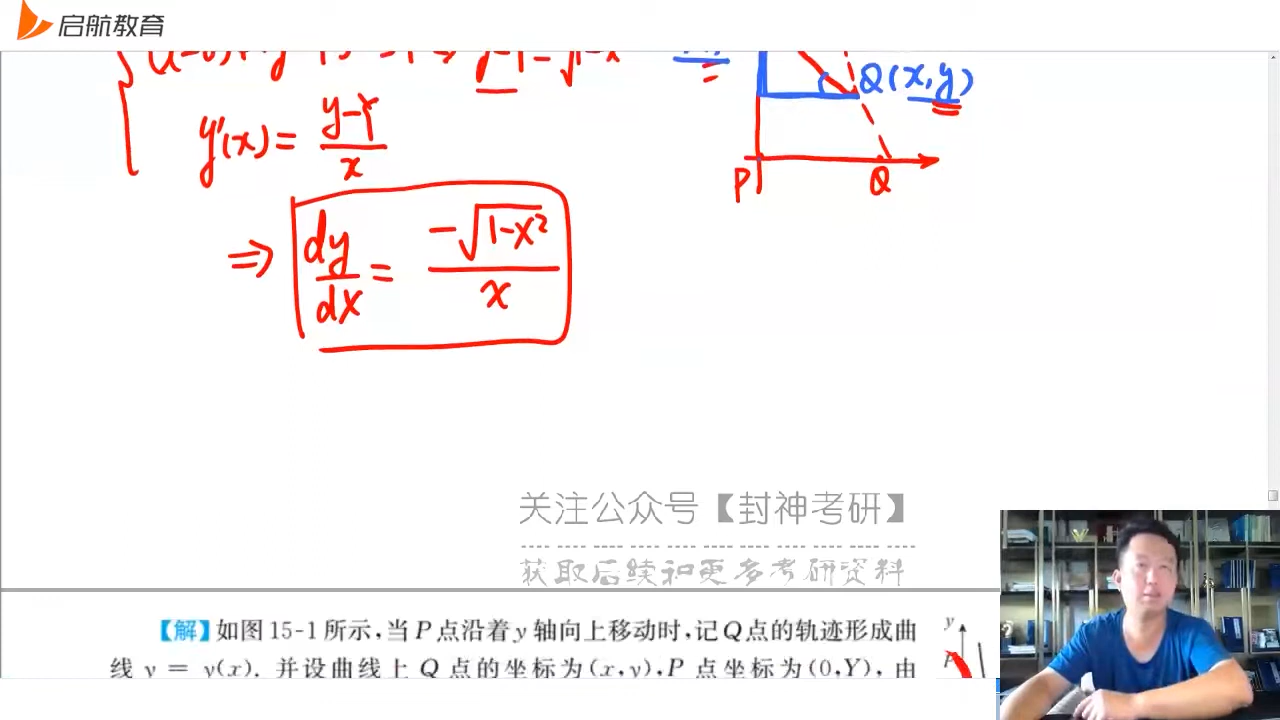 启航教育
Q(x,y)
y'(x)= y-Y / x
P Q
⇒ dy/dx = -√1-x² / x
关注公众号【封神考研】
获取后续和更多考研资料
【解】如图15-1所示,当P点沿着y轴向上移动时,记Q点的轨迹形成曲
线 y = y(x). 并设曲线上 Q 点的坐标为(x,y),P 点坐标为(0,Y), 由
y